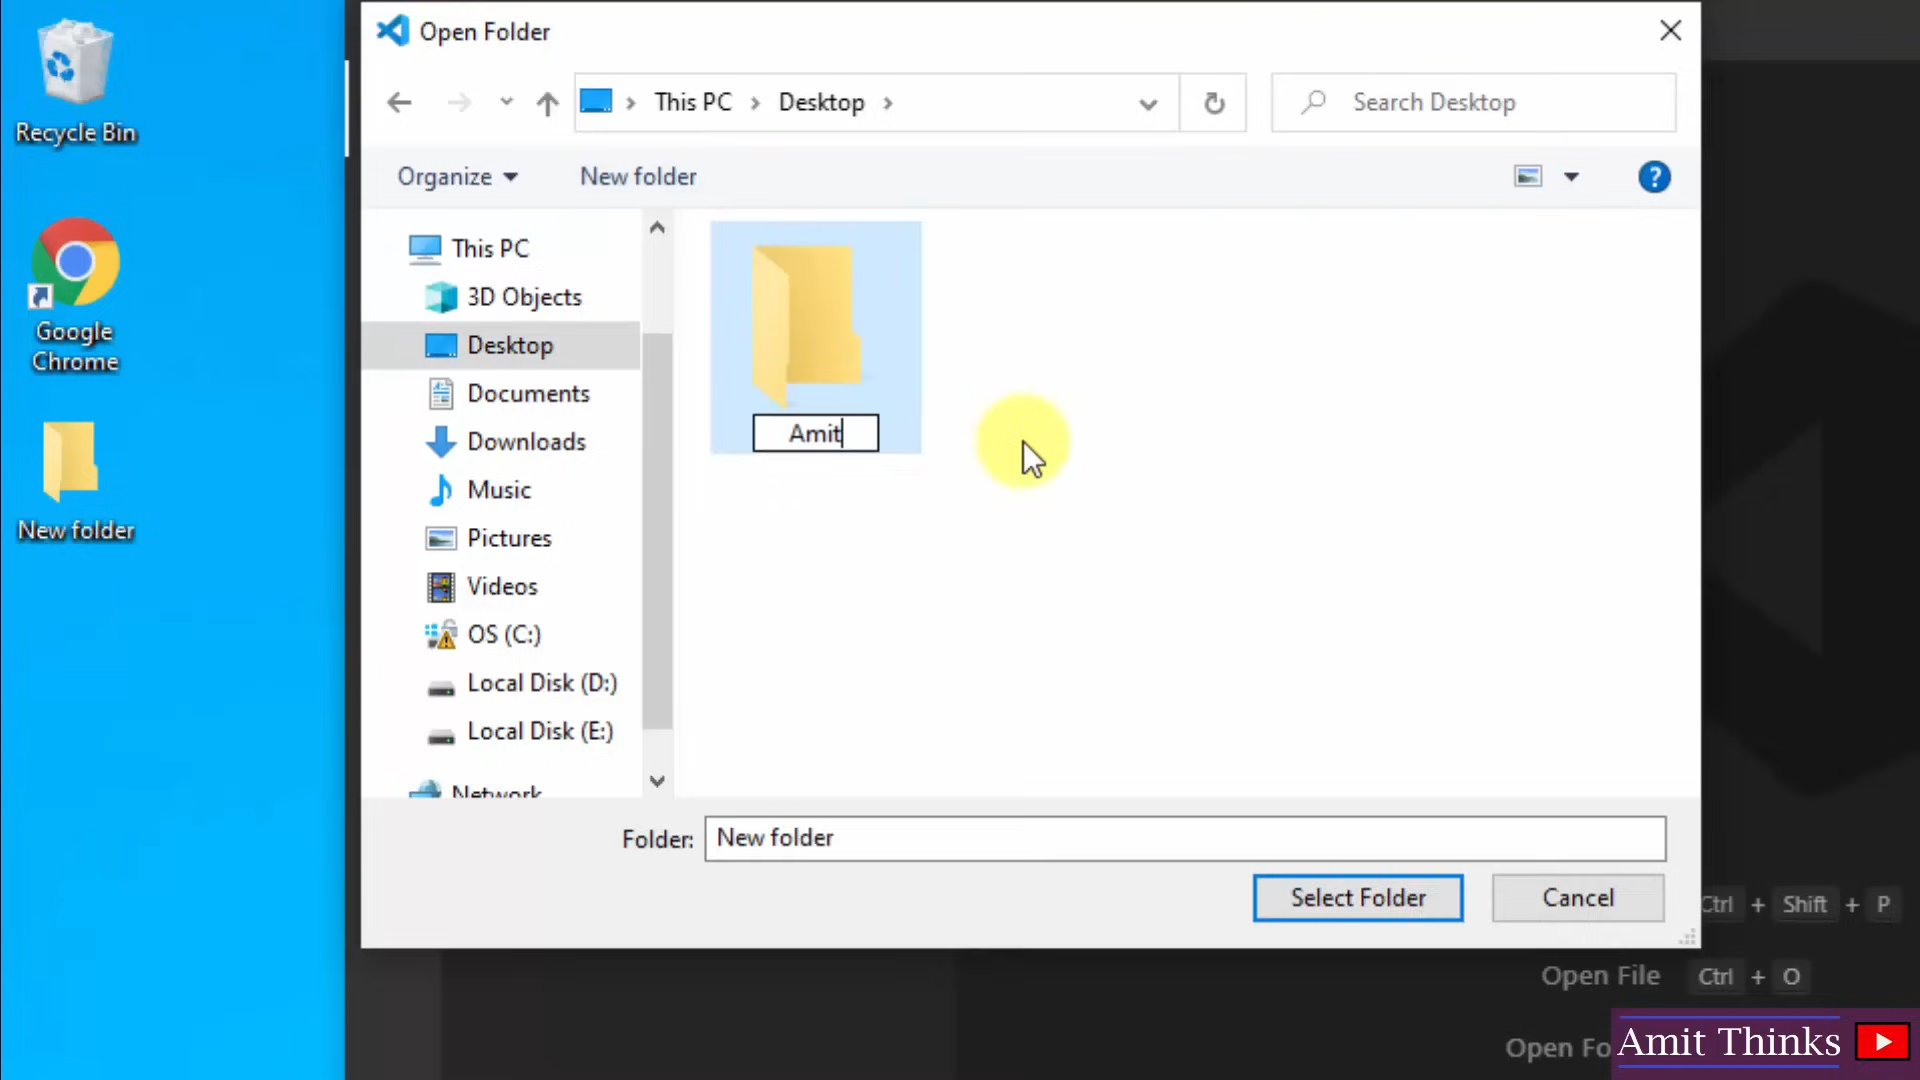 Recycle Bin
Google
Chrome
New folder
Open Folder
This PC
Desktop
Search Desktop
Organize
New folder
?
This PC
3D Objects
Desktop
Documents
Downloads
Music
Pictures
Videos
OS (C:)
Local Disk (D:)
Local Disk (E:)
Network
Amit
Folder: New folder
Select Folder
Cancel
Ctrl + Shift + P
Open File Ctrl + O
Open Fo
Amit Thinks